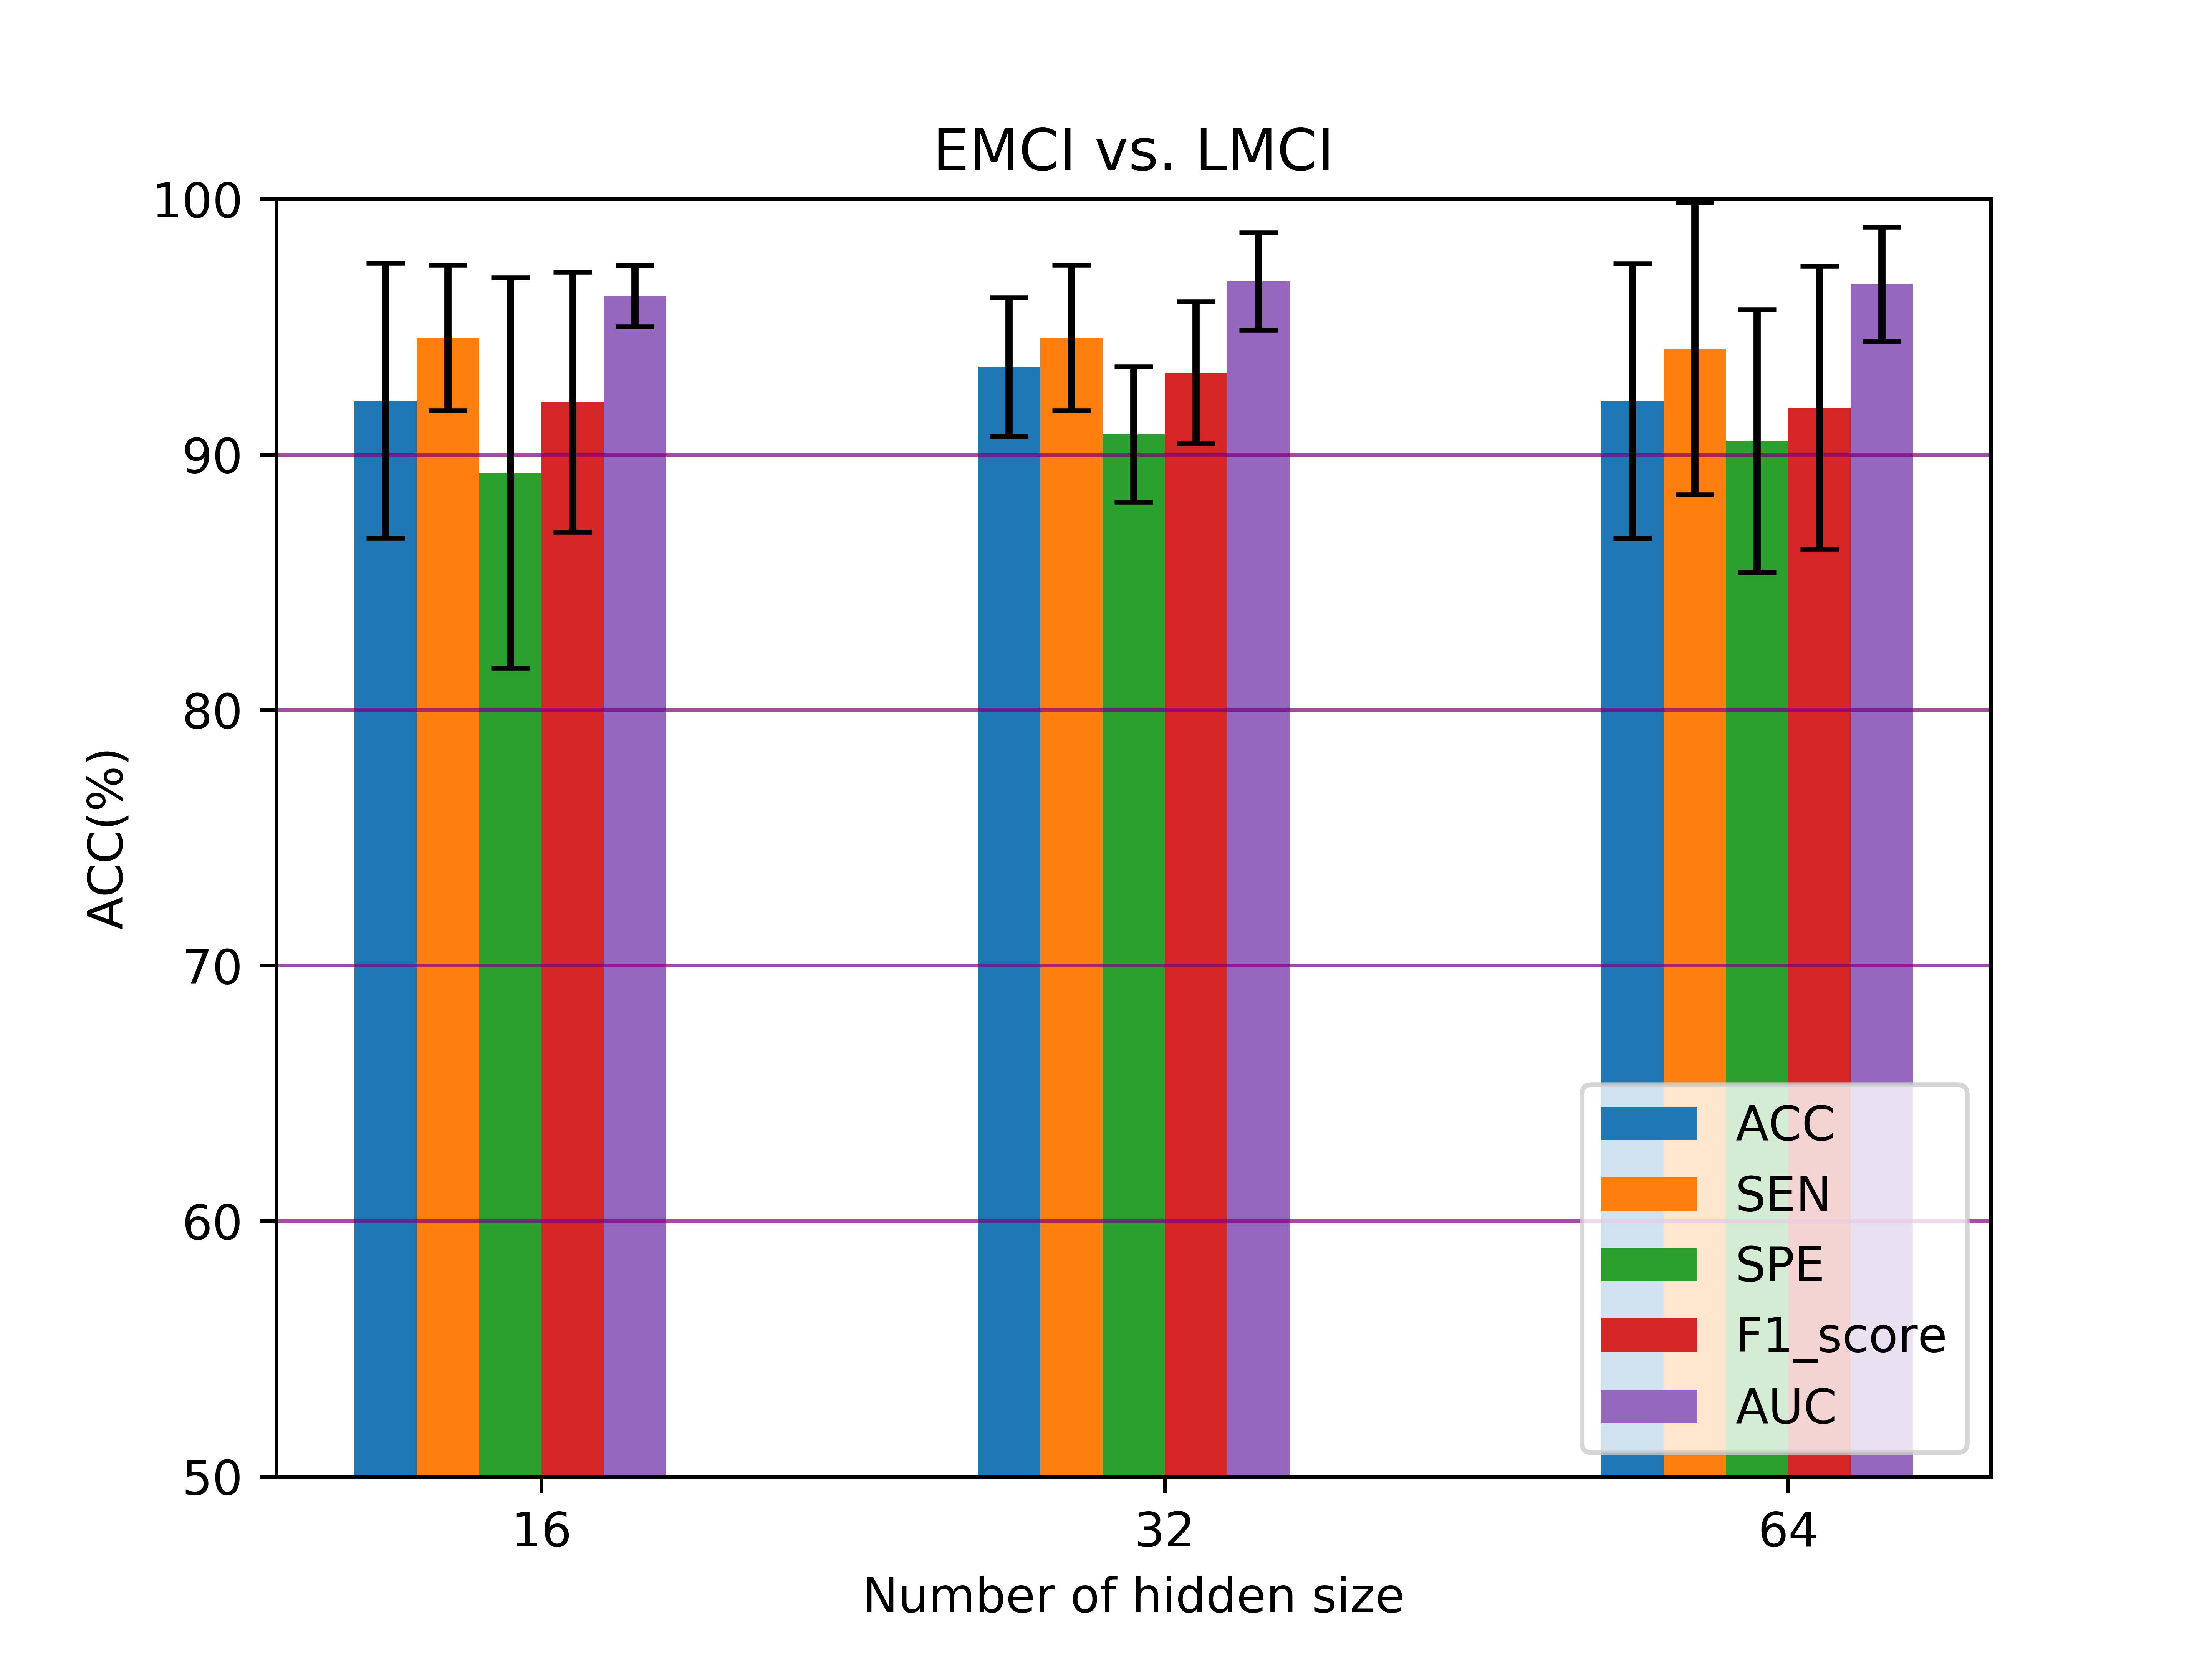 EMCI vs. LMCI
100
90
80
70
60
50
ACC(%)
ACC
SEN
SPE
F1_score
AUC
16
32
64
Number of hidden size